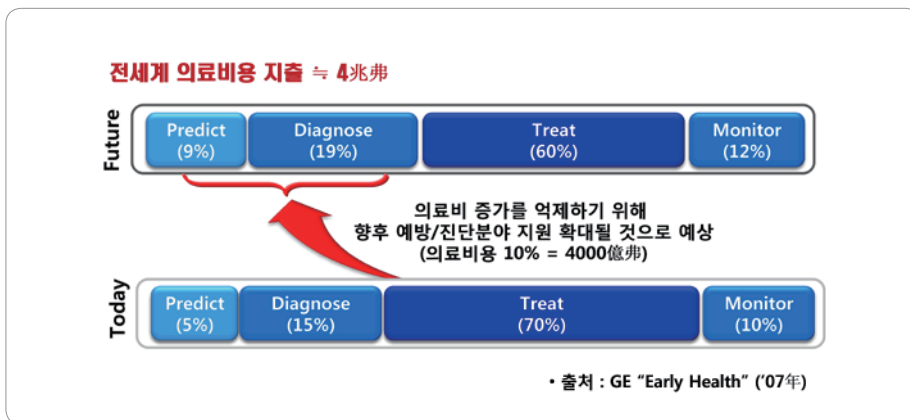 전세계 의료비용 지출 ≒ 4兆弗
Future
Predict
(9%)
Diagnose
(19%)
Treat
(60%)
Monitor
(12%)
의료비 증가를 억제하기 위해
향후 예방/진단분야 지원 확대될 것으로 예상
(의료비용 10% = 4000億弗)
Today
Predict
(5%)
Diagnose
(15%)
Treat
(70%)
Monitor
(10%)
• 출처 : GE “Early Health” ('07年)